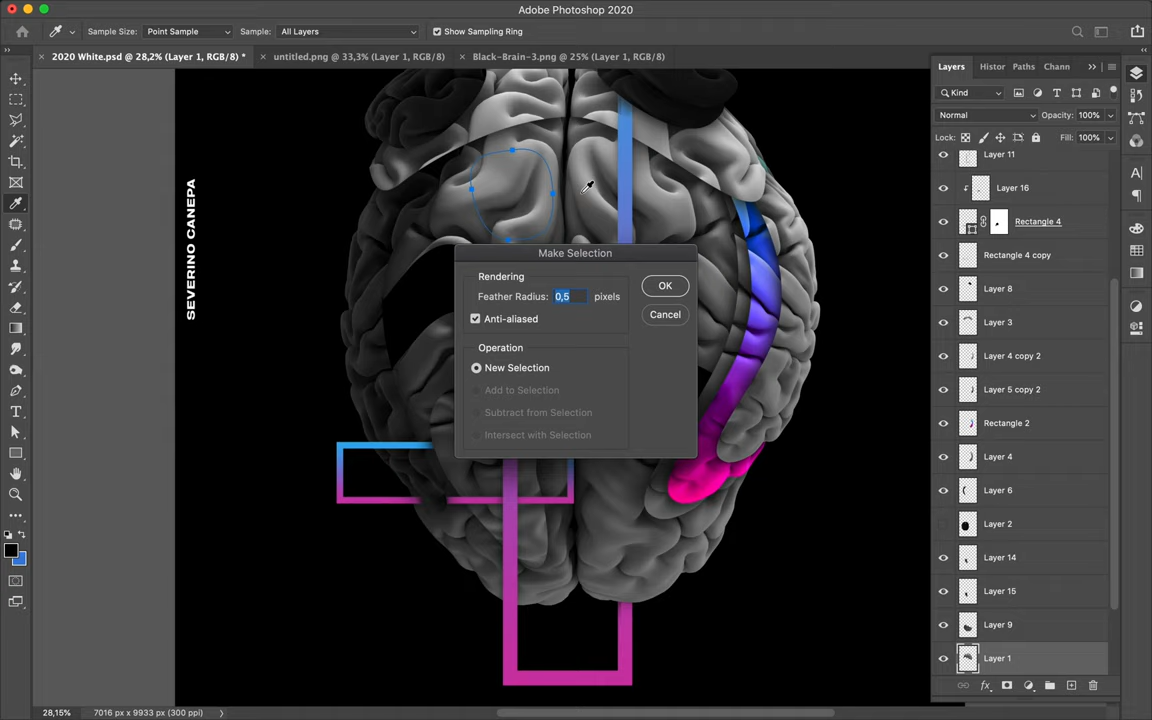 Adobe Photoshop 2020
Sample Size: Point Sample Sample: All Layers Show Sampling Ring
2020 White.psd @ 28,2% (Layer 1, RGB/8) * untitled.png @ 33,3% (Layer 1, RGB/8) Black-Brain-3.png @ 25% (Layer 1, RGB/8)
Layers Histor Paths Chann
Kind
Normal Opacity: 100%
Lock: Fill: 100%
Layer 11
Layer 16
Rectangle 4
Rectangle 4 copy
Layer 8
Layer 3
Layer 4 copy 2
Layer 5 copy 2
Rectangle 2
Layer 4
Layer 6
Layer 2
Layer 14
Layer 15
Layer 9
Layer 1
SEVERINO CANEPA
Make Selection
Rendering
Feather Radius: 0,5 pixels
Anti-aliased
OK
Cancel
Operation
New Selection
Add to Selection
Subtract from Selection
Intersect with Selection
28,15% 7016 px x 9933 px (300 ppi)